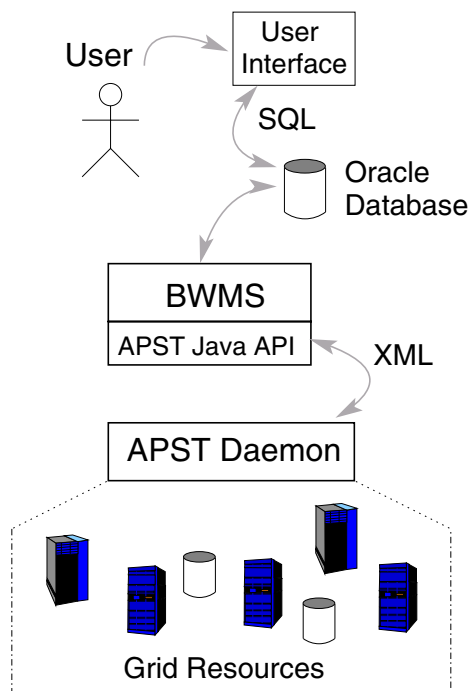 User
User
Interface
SQL
Oracle
Database
BWMS
APST Java API
XML
APST Daemon
Grid Resources